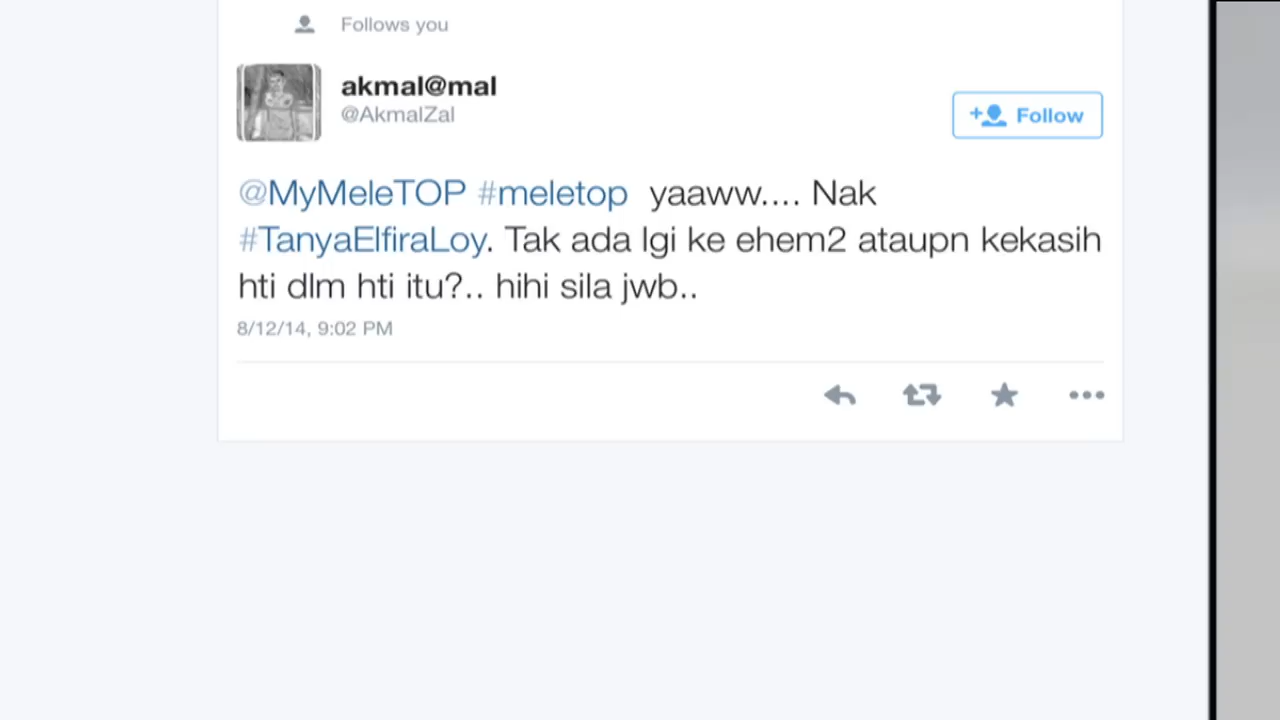 Follows you
akmal@mal
@AkmalZal
Follow
@MyMeleTOP #meletop yaaww.... Nak
#TanyaElfiraLoy. Tak ada lgi ke ehem2 ataupn kekasih
hti dlm hti itu?.. hihi sila jwb..
8/12/14, 9:02 PM